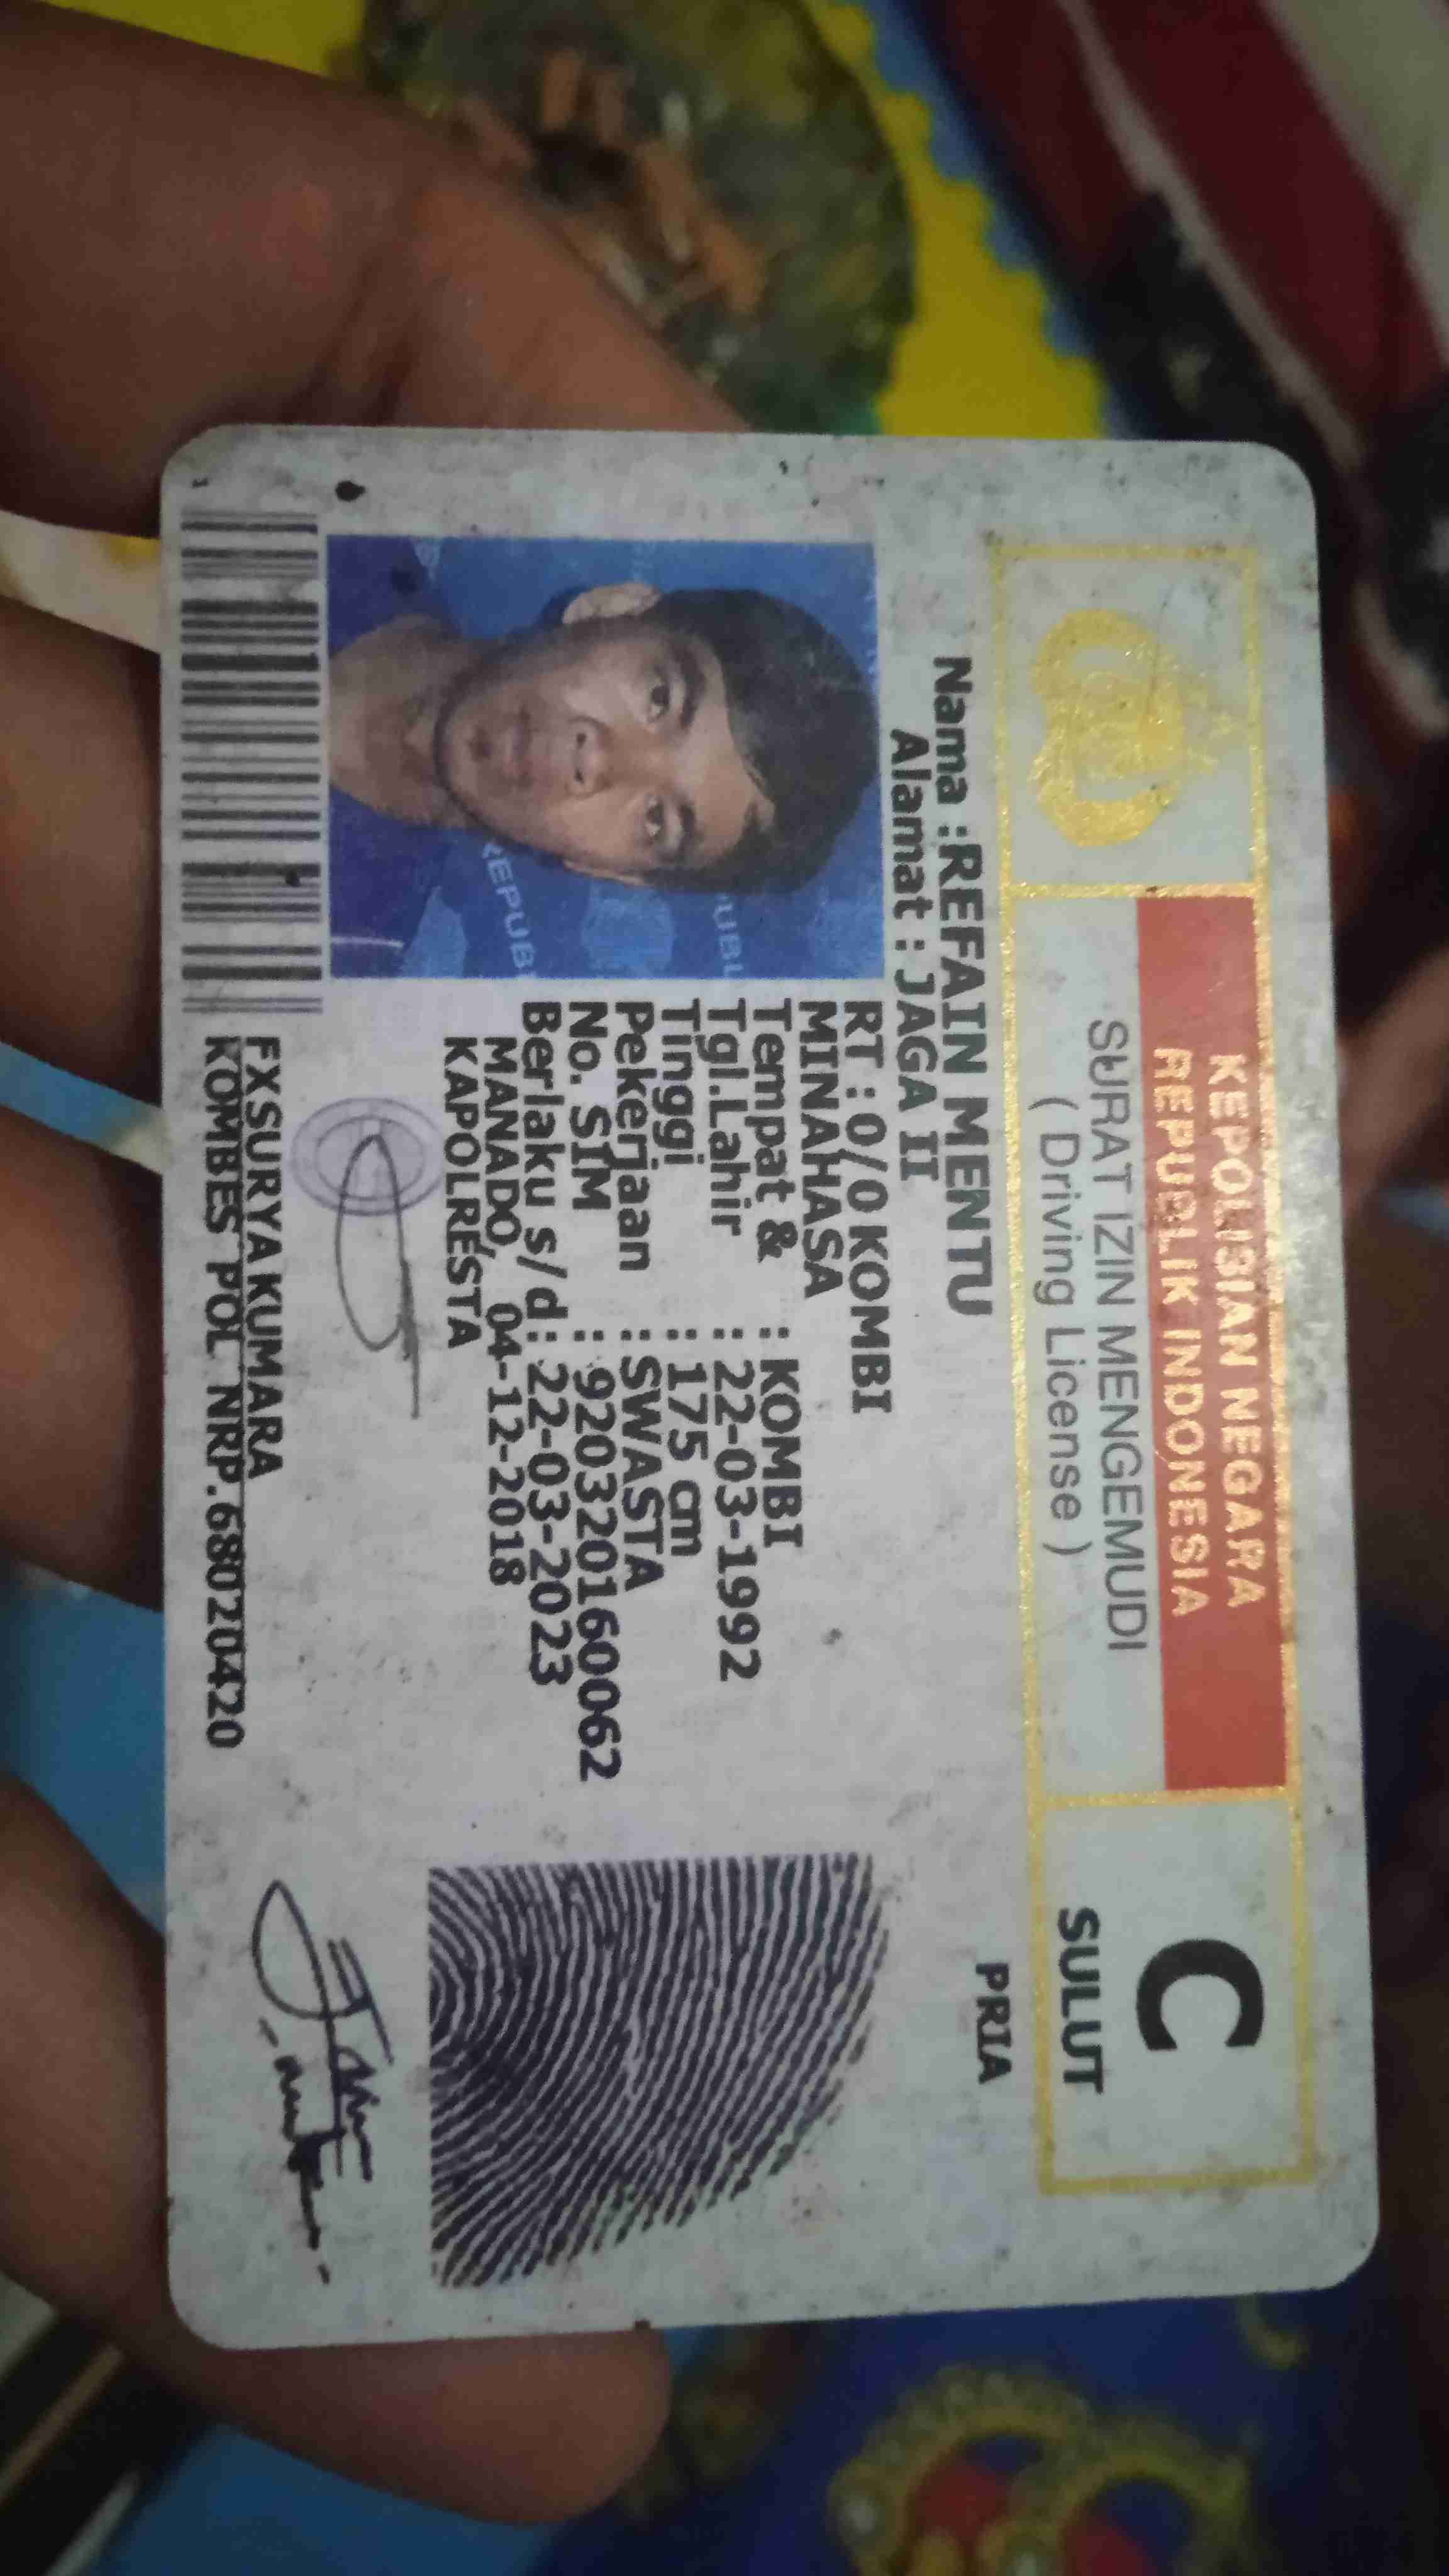 KEPOLISIAN NEGARA
REPUBLIK INDONESIA
SURAT IZIN MENGEMUDI
( Driving License )
C
SULUT
PRIA
Nama : REFAIN MENTU
Alamat : JAGA II
RT : 0/0 KOMBI
MINAHASA
Tempat & : KOMBI
Tgl.Lahir : 22-03-1992
Tinggi : 175 cm
Pekerjaan : SWASTA
No. SIM : 920320160062
Berlaku s/d : 22-03-2023
MANADO, 04-12-2018
KAPOLRESTA
FX SURYA KUMARA
KOMBES POL NRP.68020420
REPUB
UBL